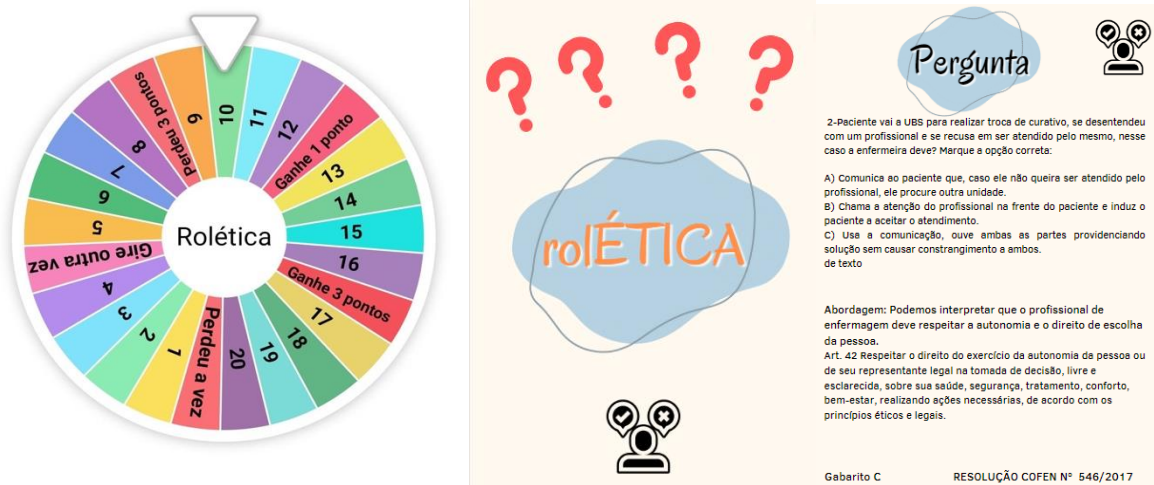 Rolética
10
11
12
Ganhe 1 ponto
13
14
15
16
Ganhe 3 pontos
17
18
19
20
Perdeu a vez
1
2
3
4
Gire outra vez
5
6
7
8
Perdeu 3 pontos
9
rolÉTICA
Pergunta
2-Paciente vai a UBS para realizar troca de curativo, se desentendeu
com um profissional e se recusa em ser atendido pelo mesmo, nesse
caso a enfermeira deve? Marque a opção correta:
A) Comunica ao paciente que, caso ele não queira ser atendido pelo
profissional, ele procure outra unidade.
B) Chama a atenção do profissional na frente do paciente e induz o
paciente a aceitar o atendimento.
C) Usa a comunicação, ouve ambas as partes providenciando
solução sem causar constrangimento a ambos.
de texto
Abordagem: Podemos interpretar que o profissional de
enfermagem deve respeitar a autonomia e o direito de escolha
da pessoa.
Art. 42 Respeitar o direito do exercício da autonomia da pessoa ou
de seu representante legal na tomada de decisão, livre e
esclarecida, sobre sua saúde, segurança, tratamento, conforto,
bem-estar, realizando ações necessárias, de acordo com os
princípios éticos e legais.
Gabarito C RESOLUÇÃO COFEN Nº 546/2017